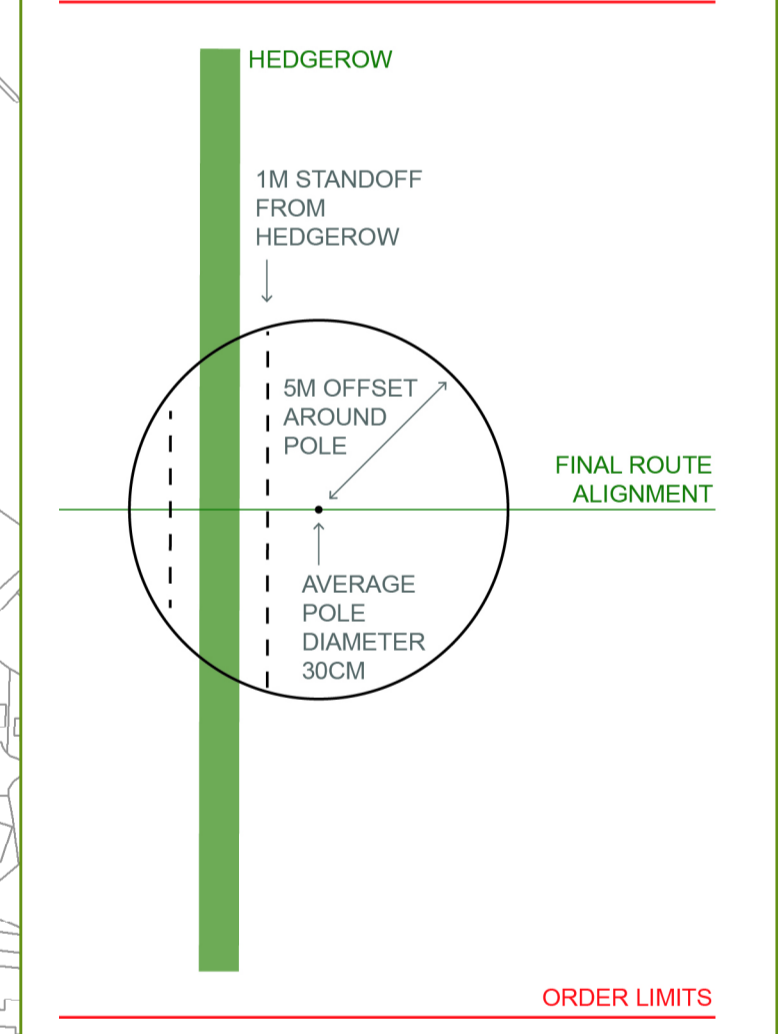 HEDGEROW
1M STANDOFF
FROM
HEDGEROW
5M OFFSET
AROUND
POLE
FINAL ROUTE
ALIGNMENT
AVERAGE
POLE
DIAMETER
30CM
ORDER LIMITS